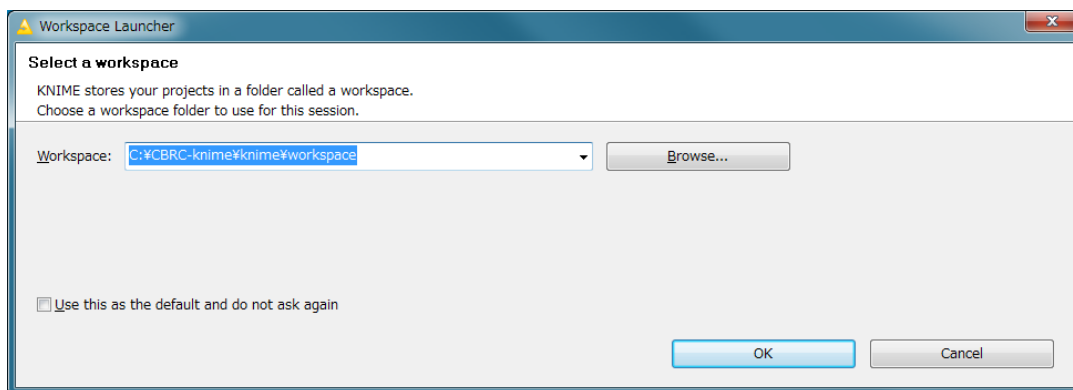 Workspace Launcher
Select a workspace
KNIME stores your projects in a folder called a workspace.
Choose a workspace folder to use for this session.
Workspace: C:¥CBRC-knime¥knime¥workspace Browse...
Use this as the default and do not ask again
OK Cancel